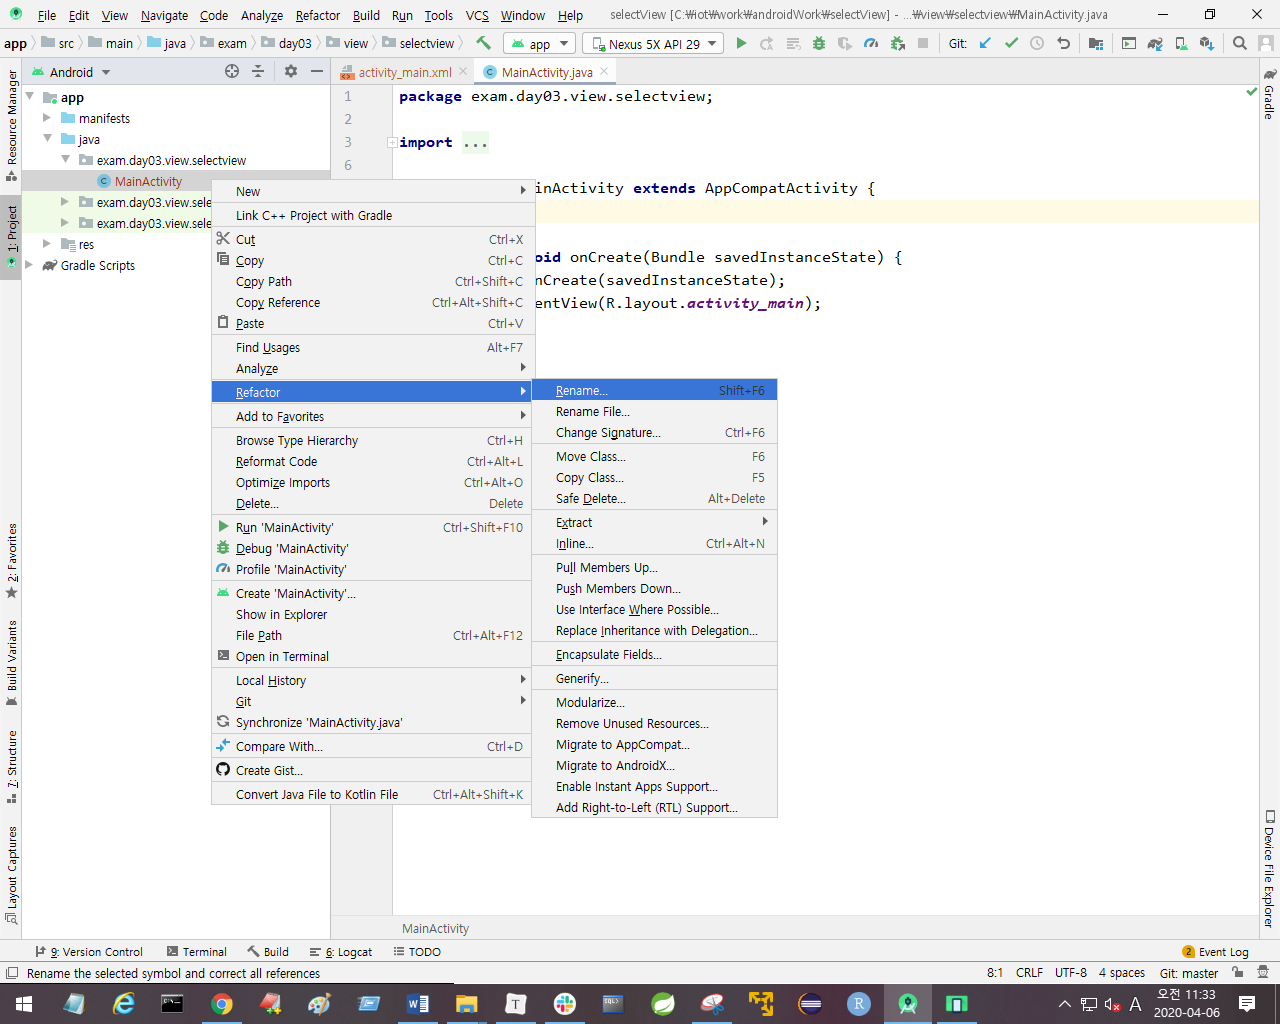 File Edit View Navigate Code Analyze Refactor Build Run Tools VCS Window Help selectView [C:₩iot₩work₩androidWork₩selectView] - ...₩view₩selectview₩MainActivity.java
app src main java exam day03 view selectview app Nexus 5X API 29 Git:
Android activity_main.xml MainActivity.java
Resource Manager
1: Project
2: Favorites
Build Variants
7: Structure
Layout Captures
app
manifests
java
exam.day03.view.selectview
MainActivity
exam.day03.view.sele
exam.day03.view.sele
res
Gradle Scripts
1 package exam.day03.view.selectview;
2
3 import ...
6
inActivity extends AppCompatActivity {
oid onCreate(Bundle savedInstanceState) {
nCreate(savedInstanceState);
entView(R.layout.activity_main);
New
Link C++ Project with Gradle
Cut Ctrl+X
Copy Ctrl+C
Copy Path Ctrl+Shift+C
Copy Reference Ctrl+Alt+Shift+C
Paste Ctrl+V
Find Usages Alt+F7
Analyze
Refactor
Add to Favorites
Browse Type Hierarchy Ctrl+H
Reformat Code Ctrl+Alt+L
Optimize Imports Ctrl+Alt+O
Delete... Delete
Run 'MainActivity' Ctrl+Shift+F10
Debug 'MainActivity'
Profile 'MainActivity'
Create 'MainActivity'...
Show in Explorer
File Path Ctrl+Alt+F12
Open in Terminal
Local History
Git
Synchronize 'MainActivity.java'
Compare With... Ctrl+D
Create Gist...
Convert Java File to Kotlin File Ctrl+Alt+Shift+K
Rename... Shift+F6
Rename File...
Change Signature... Ctrl+F6
Move Class... F6
Copy Class... F5
Safe Delete... Alt+Delete
Extract
Inline... Ctrl+Alt+N
Pull Members Up...
Push Members Down...
Use Interface Where Possible...
Replace Inheritance with Delegation...
Encapsulate Fields...
Generify...
Modularize...
Remove Unused Resources...
Migrate to AppCompat...
Migrate to AndroidX...
Enable Instant Apps Support...
Add Right-to-Left (RTL) Support...
Gradle
Device File Explorer
MainActivity
9: Version Control Terminal Build 6: Logcat TODO 2 Event Log
Rename the selected symbol and correct all references 8:1 CRLF UTF-8 4 spaces Git: master
A 오전 11:33
2020-04-06